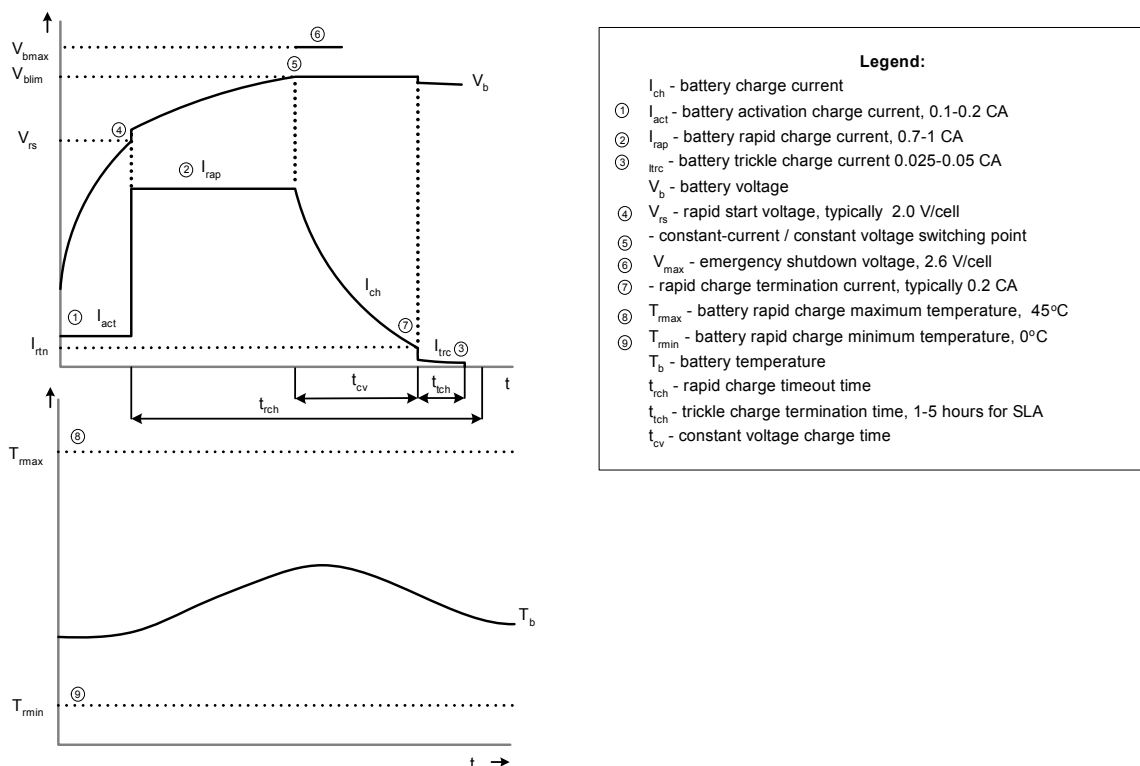 ⑥
V_bmax
⑤
V_blim
V_b
④
V_rs
② I_rap
I_ch
① I_act
⑦
I_rtn
I_trc ③
t_cv
t_tch
t
t_rch
⑧
T_rmax
T_b
⑨
T_rmin
t
Legend:
I_ch - battery charge current
① I_act - battery activation charge current, 0.1-0.2 CA
② I_rap - battery rapid charge current, 0.7-1 CA
③ Itrc - battery trickle charge current 0.025-0.05 CA
V_b - battery voltage
④ V_rs - rapid start voltage, typically 2.0 V/cell
⑤ - constant-current / constant voltage switching point
⑥ V_max - emergency shutdown voltage, 2.6 V/cell
⑦ - rapid charge termination current, typically 0.2 CA
⑧ T_rmax - battery rapid charge maximum temperature, 45°C
⑨ T_rmin - battery rapid charge minimum temperature, 0°C
T_b - battery temperature
t_rch - rapid charge timeout time
t_tch - trickle charge termination time, 1-5 hours for SLA
t_cv - constant voltage charge time